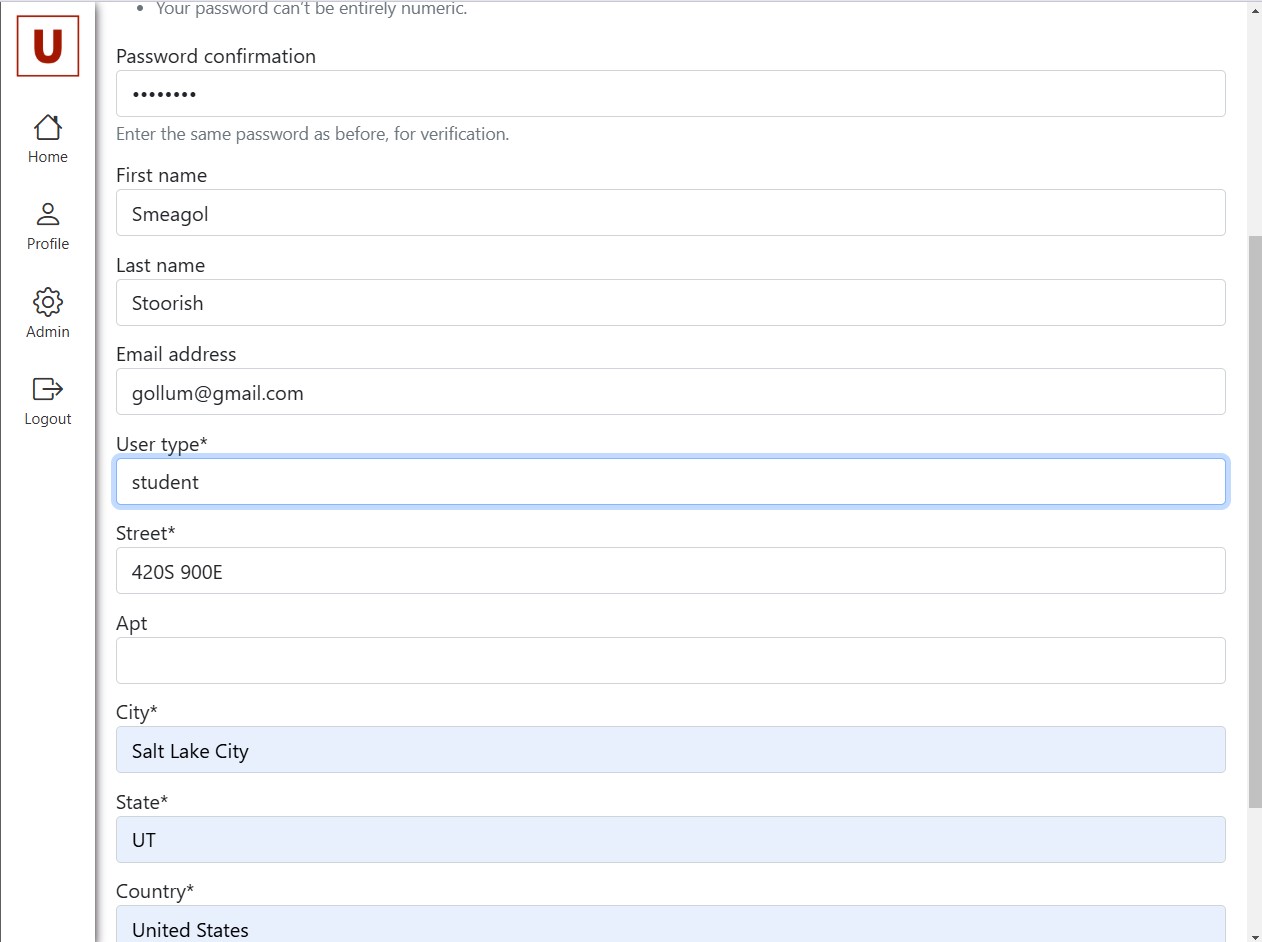 U
Home
Profile
Admin
Logout
Your password can't be entirely numeric.
Password confirmation
••••••••
Enter the same password as before, for verification.
First name
Smeagol
Last name
Stoorish
Email address
gollum@gmail.com
User type*
student
Street*
420S 900E
Apt
City*
Salt Lake City
State*
UT
Country*
United States